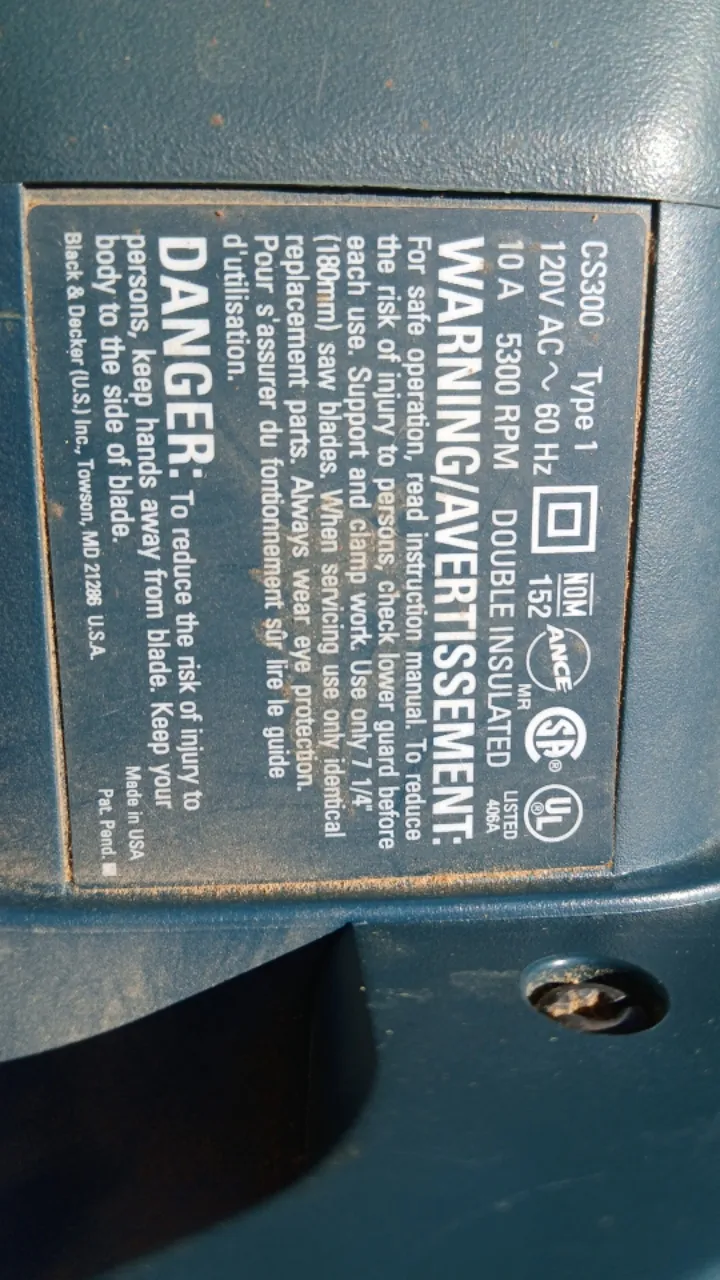 CS300 Type 1
120V AC ~ 60 Hz
NOM
152
ANCE
MR
SA
®
UL
®
10 A 5300 RPM DOUBLE INSULATED
LISTED
406A
WARNING/AVERTISSEMENT:
For safe operation, read instruction manual. To reduce
the risk of injury to persons, check lower guard before
each use. Support and clamp work. Use only 7 1/4"
(180mm) saw blades. When servicing use only identical
replacement parts. Always wear eye protection.
Pour s'assurer du fontionnement sûr lire le guide
d'utilisation.
DANGER: To reduce the risk of injury to
persons, keep hands away from blade. Keep your
body to the side of blade.
Made in USA
Black & Decker (U.S.) Inc., Towson, MD 21286 U.S.A.
Pat. Pend.